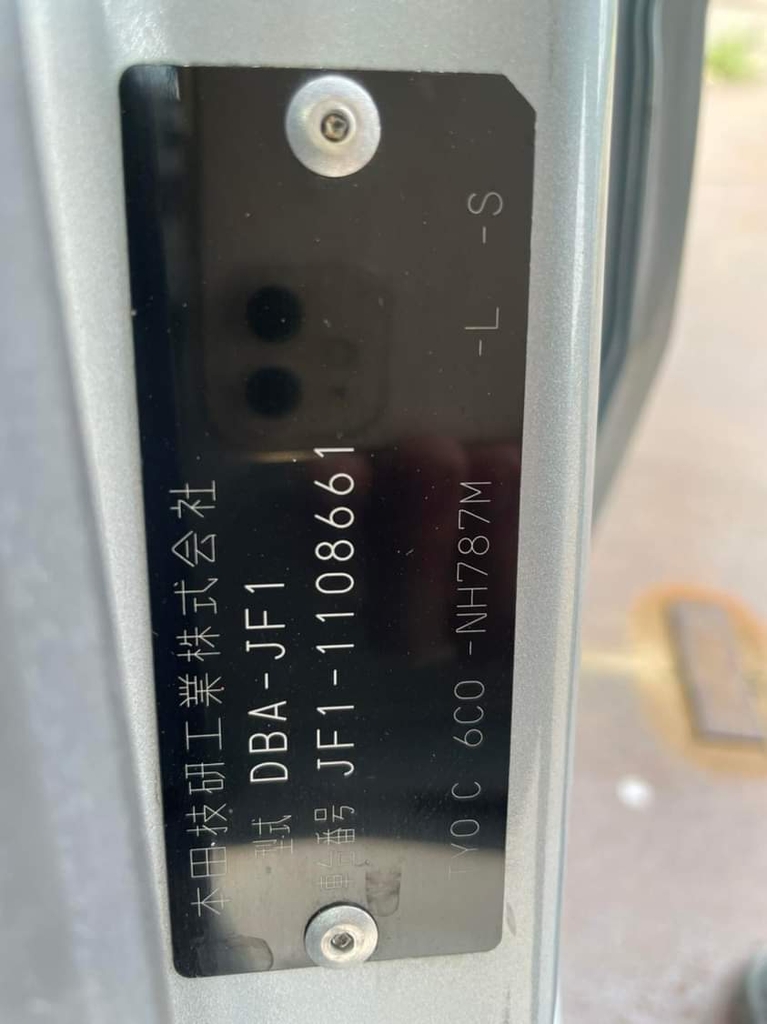 本田技研工業株式会社
型式 DBA-JF1
車台番号 JF1-1108661
TY0 C 6C0 -NH787M -L -S